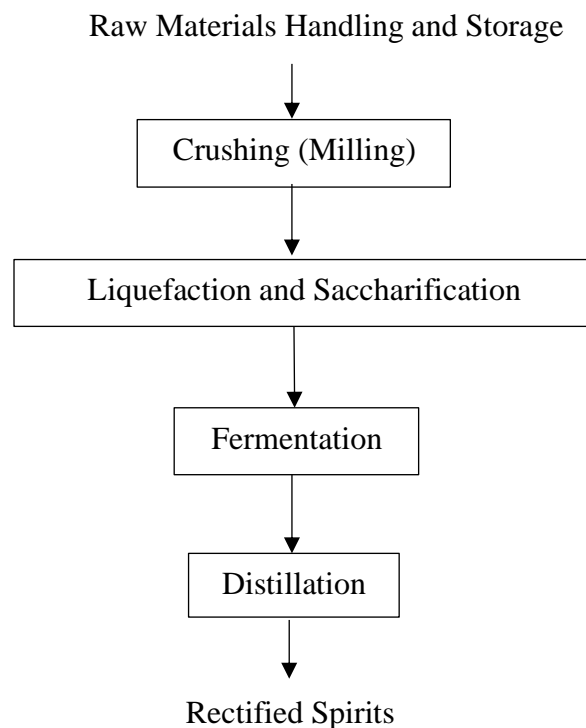 Raw Materials Handling and Storage
Crushing (Milling)
Liquefaction and Saccharification
Fermentation
Distillation
Rectified Spirits